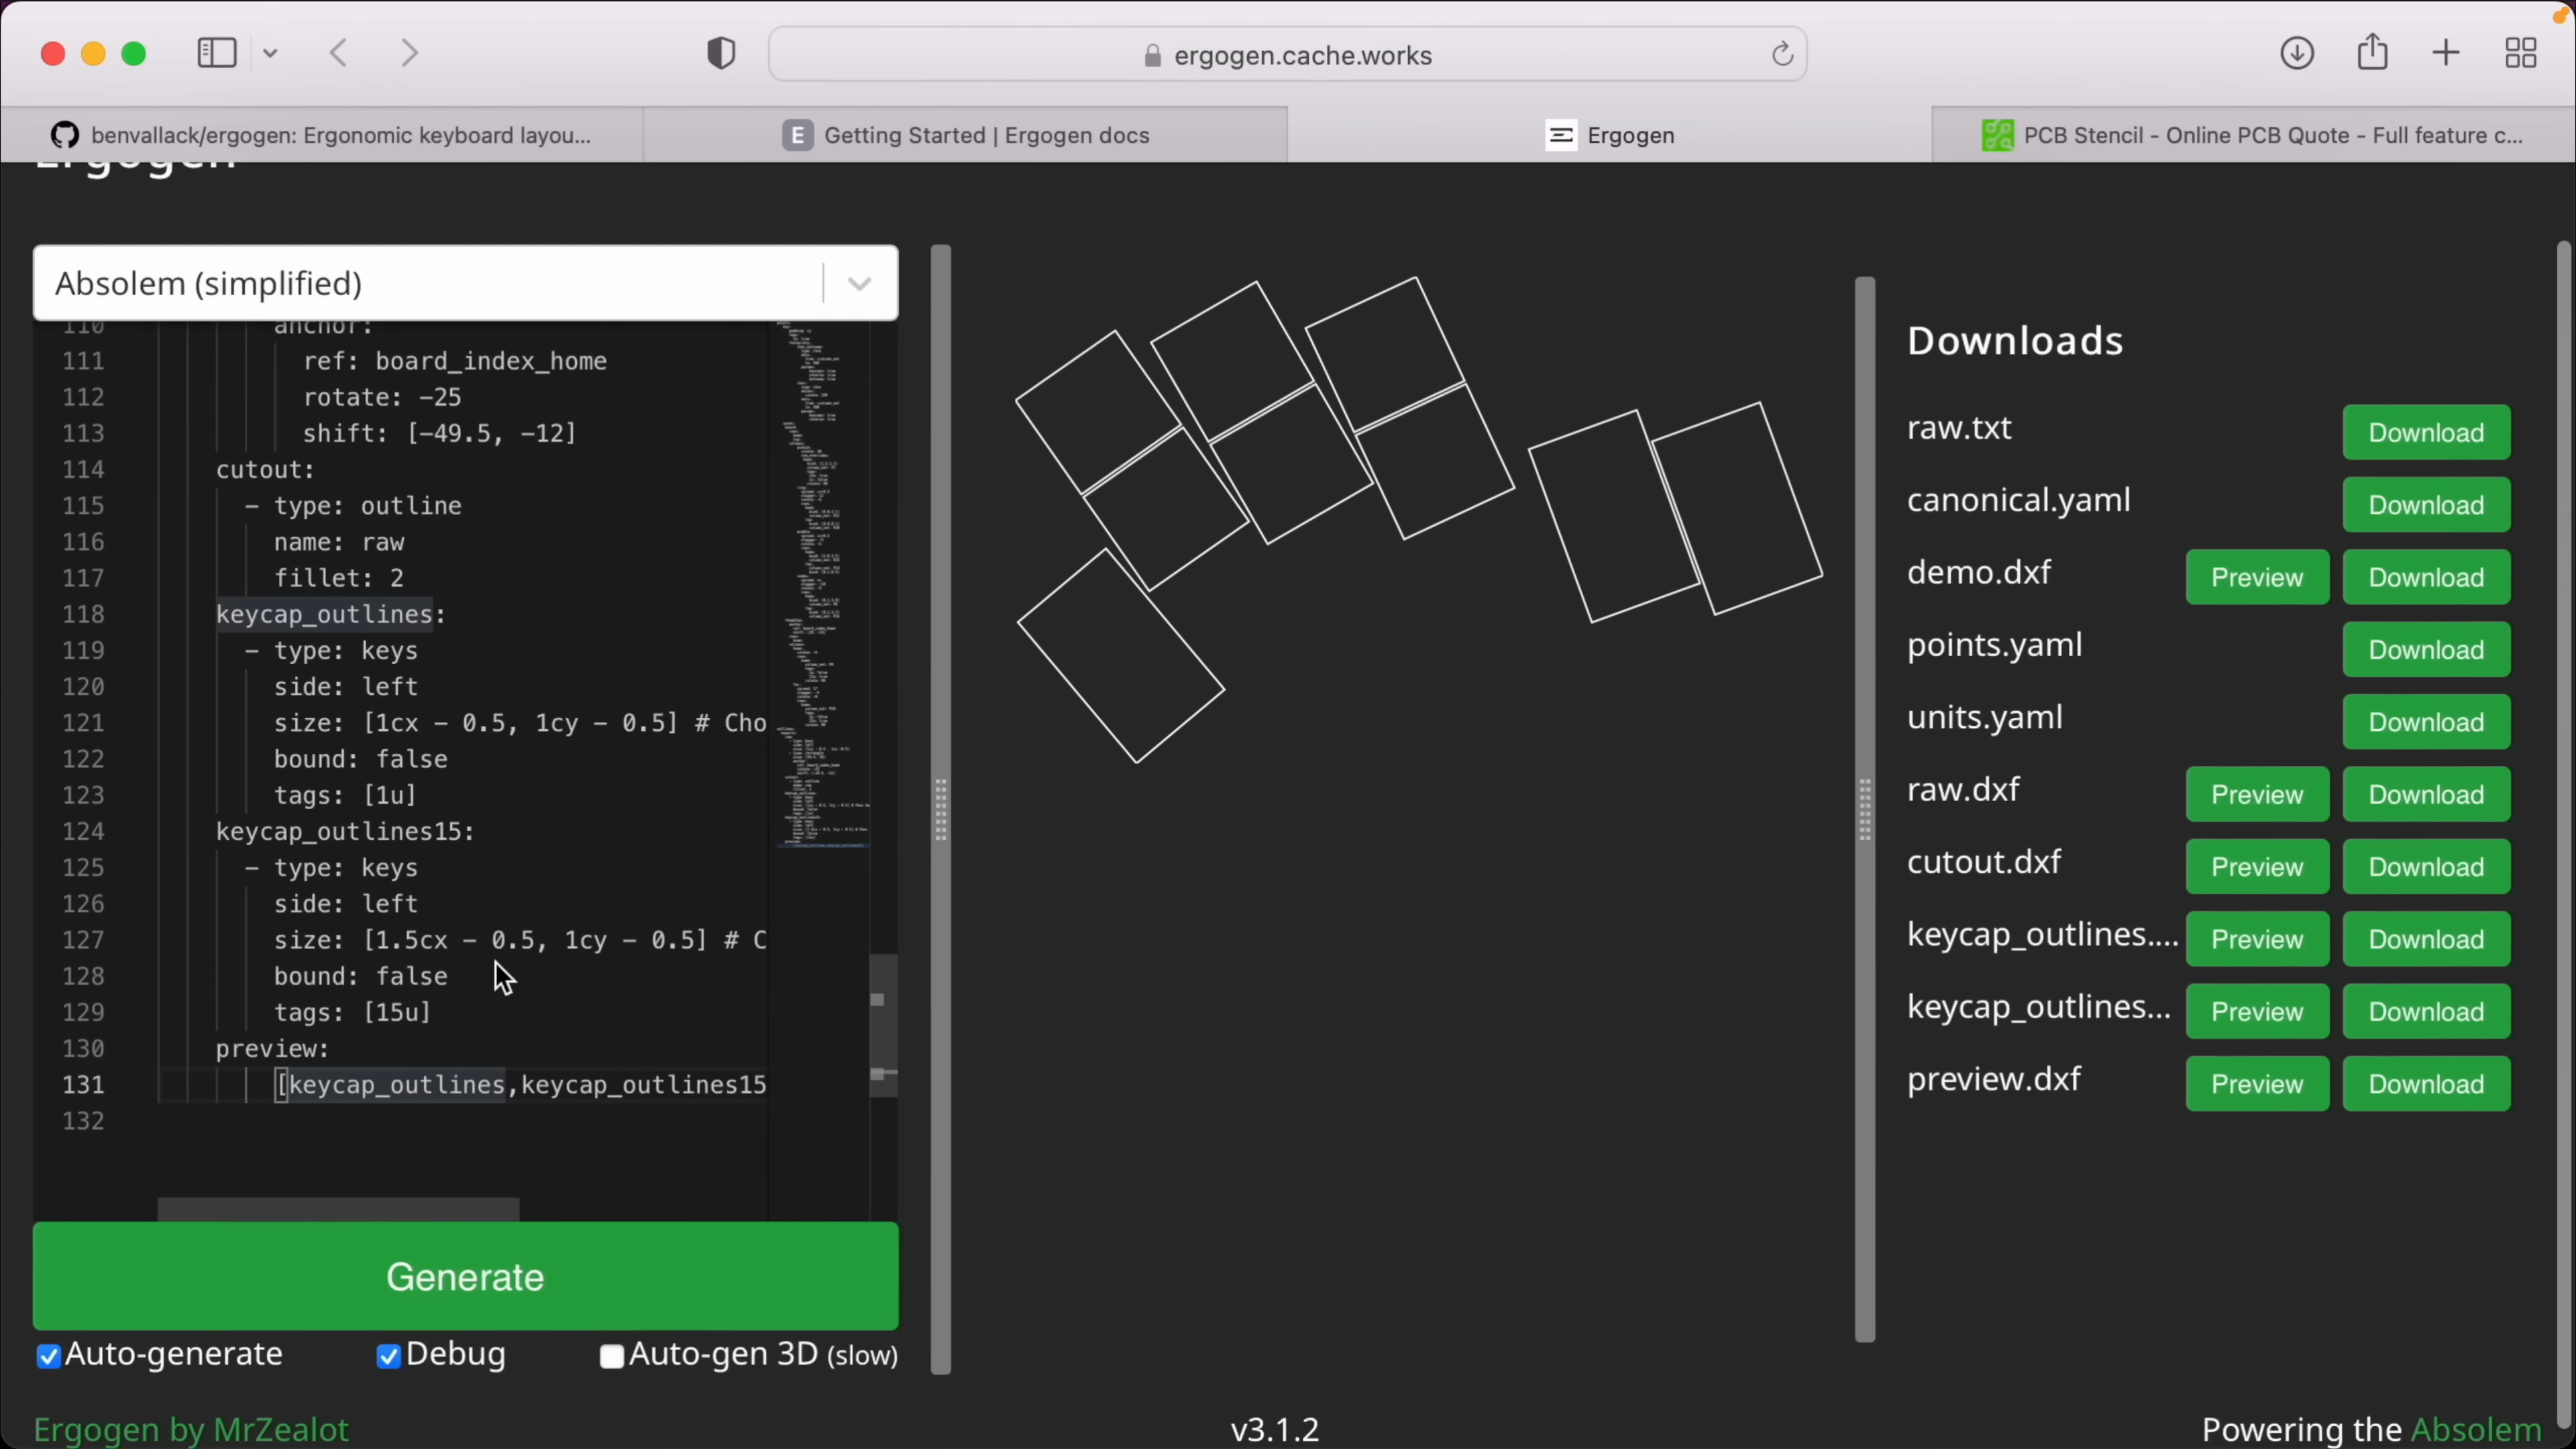 ergogen.cache.works
benvallack/ergogen: Ergonomic keyboard layou...
E Getting Started | Ergogen docs
Ergogen
PCB Stencil - Online PCB Quote - Full feature c...
Ergogen
Absolem (simplified)
110 anchor:
111 ref: board_index_home
112 rotate: -25
113 shift: [-49.5, -12]
114 cutout:
115 - type: outline
116 name: raw
117 fillet: 2
118 keycap_outlines:
119 - type: keys
120 side: left
121 size: [1cx - 0.5, 1cy - 0.5] # Cho
122 bound: false
123 tags: [1u]
124 keycap_outlines15:
125 - type: keys
126 side: left
127 size: [1.5cx - 0.5, 1cy - 0.5] # C
128 bound: false
129 tags: [15u]
130 preview:
131 [keycap_outlines,keycap_outlines15
132
Generate
Auto-generate Debug Auto-gen 3D (slow)
Downloads
raw.txt Download
canonical.yaml Download
demo.dxf Preview Download
points.yaml Download
units.yaml Download
raw.dxf Preview Download
cutout.dxf Preview Download
keycap_outlines.... Preview Download
keycap_outlines... Preview Download
preview.dxf Preview Download
Ergogen by MrZealot
v3.1.2
Powering the Absolem